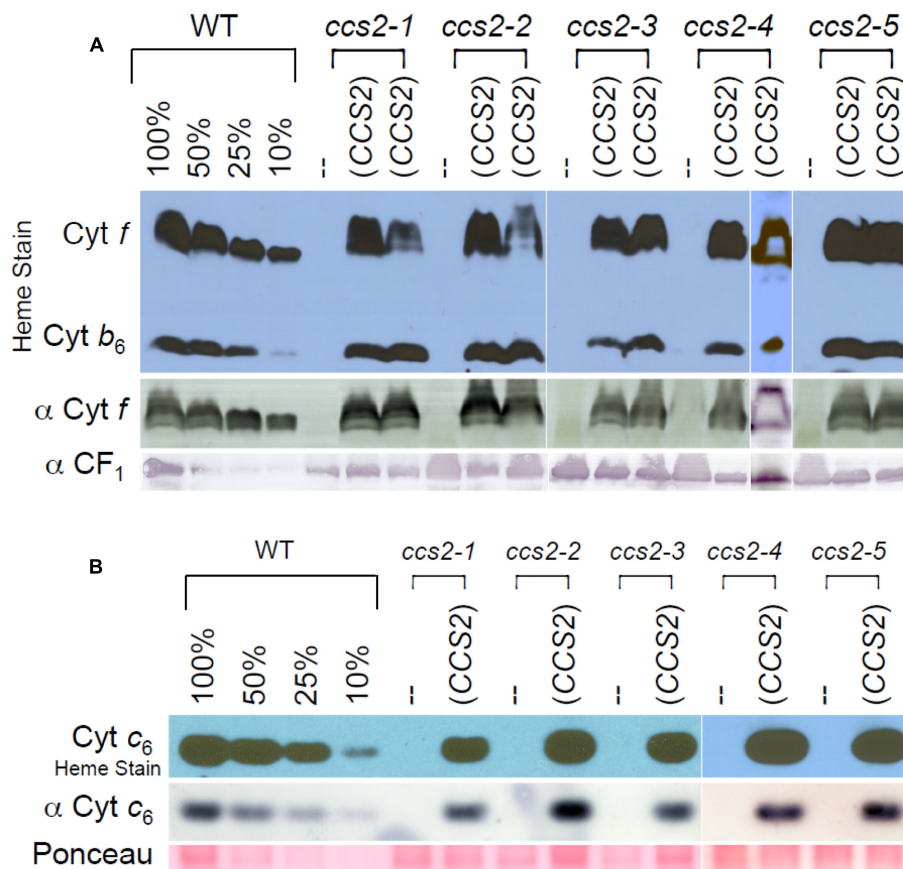 A
WT ccs2-1 ccs2-2 ccs2-3 ccs2-4 ccs2-5
100% 50% 25% 10% -- (CCS2) (CCS2) -- (CCS2) (CCS2) -- (CCS2) (CCS2) -- (CCS2) (CCS2) -- (CCS2) (CCS2)
Heme Stain
Cyt f
Cyt b6
α Cyt f
α CF1
B
WT ccs2-1 ccs2-2 ccs2-3 ccs2-4 ccs2-5
100% 50% 25% 10% -- (CCS2) -- (CCS2) -- (CCS2) -- (CCS2) -- (CCS2)
Cyt c6
Heme Stain
α Cyt c6
Ponceau